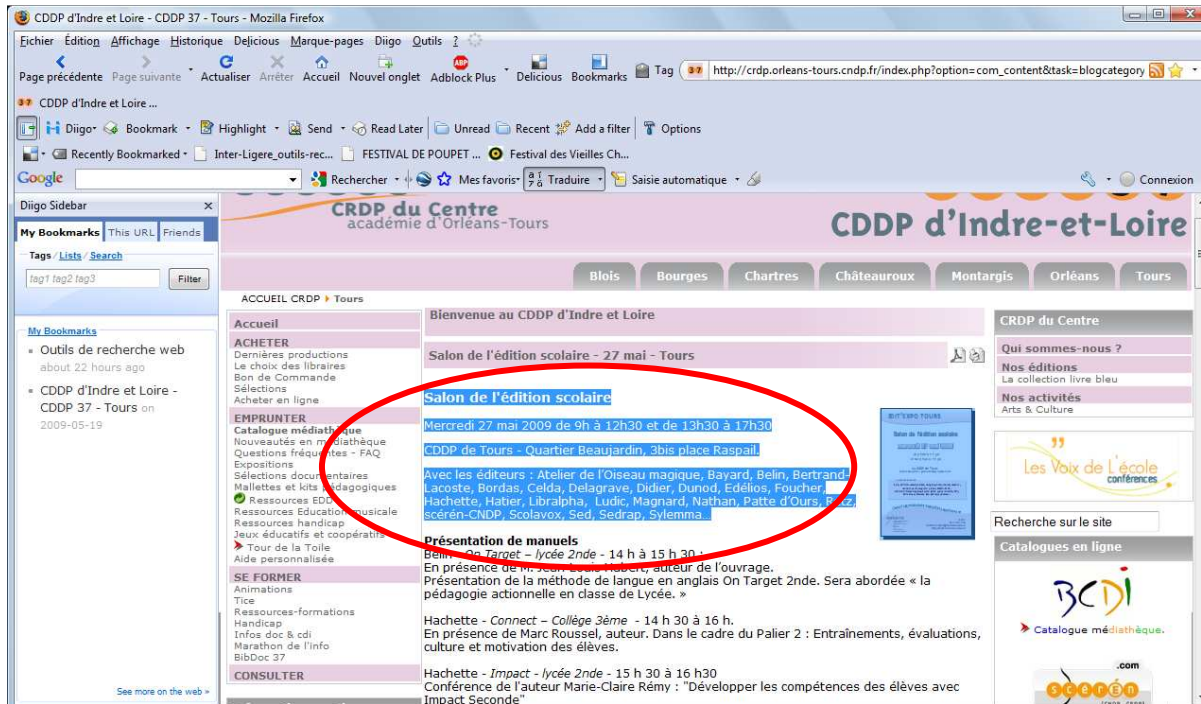 CDDP d'Indre et Loire - CDDP 37 - Tours - Mozilla Firefox
Eichier Édition Affichage Historique Delicious Marque-pages Diigo Outils ?
Page précédente Page suivante Actualiser Arrêter Accueil Nouvel onglet Adblock Plus Delicious Bookmarks Tag http://crdp.orleans-tours.cndp.fr/index.php?option=com_content&task=blogcategory
CDDP d'Indre et Loire ...
Diigo Bookmark Highlight Send Read Later Unread Recent Add a filter Options
Recently Bookmarked Inter-Ligere_outils-rec... FESTIVAL DE POUPET ... Festival des Vieilles Ch...
Google Rechercher Mes favoris Traduire Saisie automatique Connexion
Diigo Sidebar x
My Bookmarks This URL Friends
Tags / Lists / Search
tag1 tag2 tag3 Filter
My Bookmarks
Outils de recherche web
about 22 hours ago
CDDP d'Indre et Loire -
CDDP 37 - Tours on
2009-05-19
See more on the web »
CRDP du Centre
académie d'Orléans-Tours
CDDP d'Indre-et-Loire
Blois Bourges Chartres Châteauroux Montargis Orléans Tours
ACCUEIL CRDP Tours
Accueil
ACHETER
Dernières productions
Le choix des libraires
Bon de Commande
Sélections
Acheter en ligne
EMPRUNTER
Catalogue médiathèque
Nouveautés en médiathèque
Questions fréquentes - FAQ
Expositions
Sélections documentaires
Mallettes et kits pédagogiques
Ressources EDD
Ressources Education musicale
Ressources handicap
Jeux éducatifs et coopératifs
Tour de la Toile
Aide personnalisée
SE FORMER
Animations
Tice
Ressources-formations
Handicap
Infos doc & cdi
Marathon de l'info
BibDoc 37
CONSULTER
Bienvenue au CDDP d'Indre et Loire
Salon de l'édition scolaire - 27 mai - Tours
Salon de l'édition scolaire
Mercredi 27 mai 2009 de 9h à 12h30 et de 13h30 à 17h30
CDDP de Tours - Quartier Beaujardin, 3bis place Raspail.
Avec les éditeurs : Atelier de l'Oiseau magique, Bayard, Belin, Bertrand-
Lacoste, Bordas, Celda, Delagrave, Didier, Dunod, Edélios, Foucher,
Hachette, Hatier, Libralpha, Ludic, Magnard, Nathan, Patte d'Ours, Retz,
scérén-CNDP, Scolavox, Sed, Sedrap, Sylemma...
Présentation de manuels
Belin - On Target – lycée 2nde - 14 h à 15 h 30 :
En présence de M. Jean-Louis Habert, auteur de l'ouvrage.
Présentation de la méthode de langue en anglais On Target 2nde. Sera abordée « la
pédagogie actionnelle en classe de Lycée. »
Hachette - Connect – Collège 3ème - 14 h 30 à 16 h.
En présence de Marc Roussel, auteur. Dans le cadre du Palier 2 : Entraînements, évaluations,
culture et motivation des élèves.
Hachette - Impact - lycée 2nde - 15 h 30 à 16 h30
Conférence de l'auteur Marie-Claire Rémy : "Développer les compétences des élèves avec
Impact Seconde"
CRDP du Centre
Qui sommes-nous ?
Nos éditions
La collection livre bleu
Nos activités
Arts & Culture
Les Voix de L'école
conférences
Recherche sur le site
Catalogues en ligne
BCDI
Catalogue médiathèque.
.com
scérén